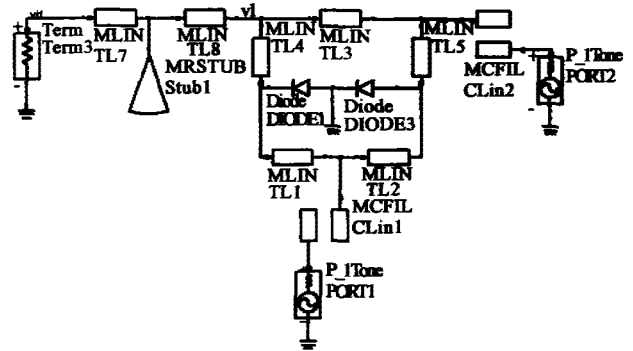 vif
Term
Term3
MLIN
TL7
MLIN
TL8
MRSTUB
Stub1
v1
MLIN
TL4
MLIN
TL3
MLIN
TL5
MCFIL
CLin2
P_1Tone
PORT2
Diode
DIODE1
Diode
DIODE3
MLIN
TL1
MLIN
TL2
MCFIL
CLin1
P_1Tone
PORT1